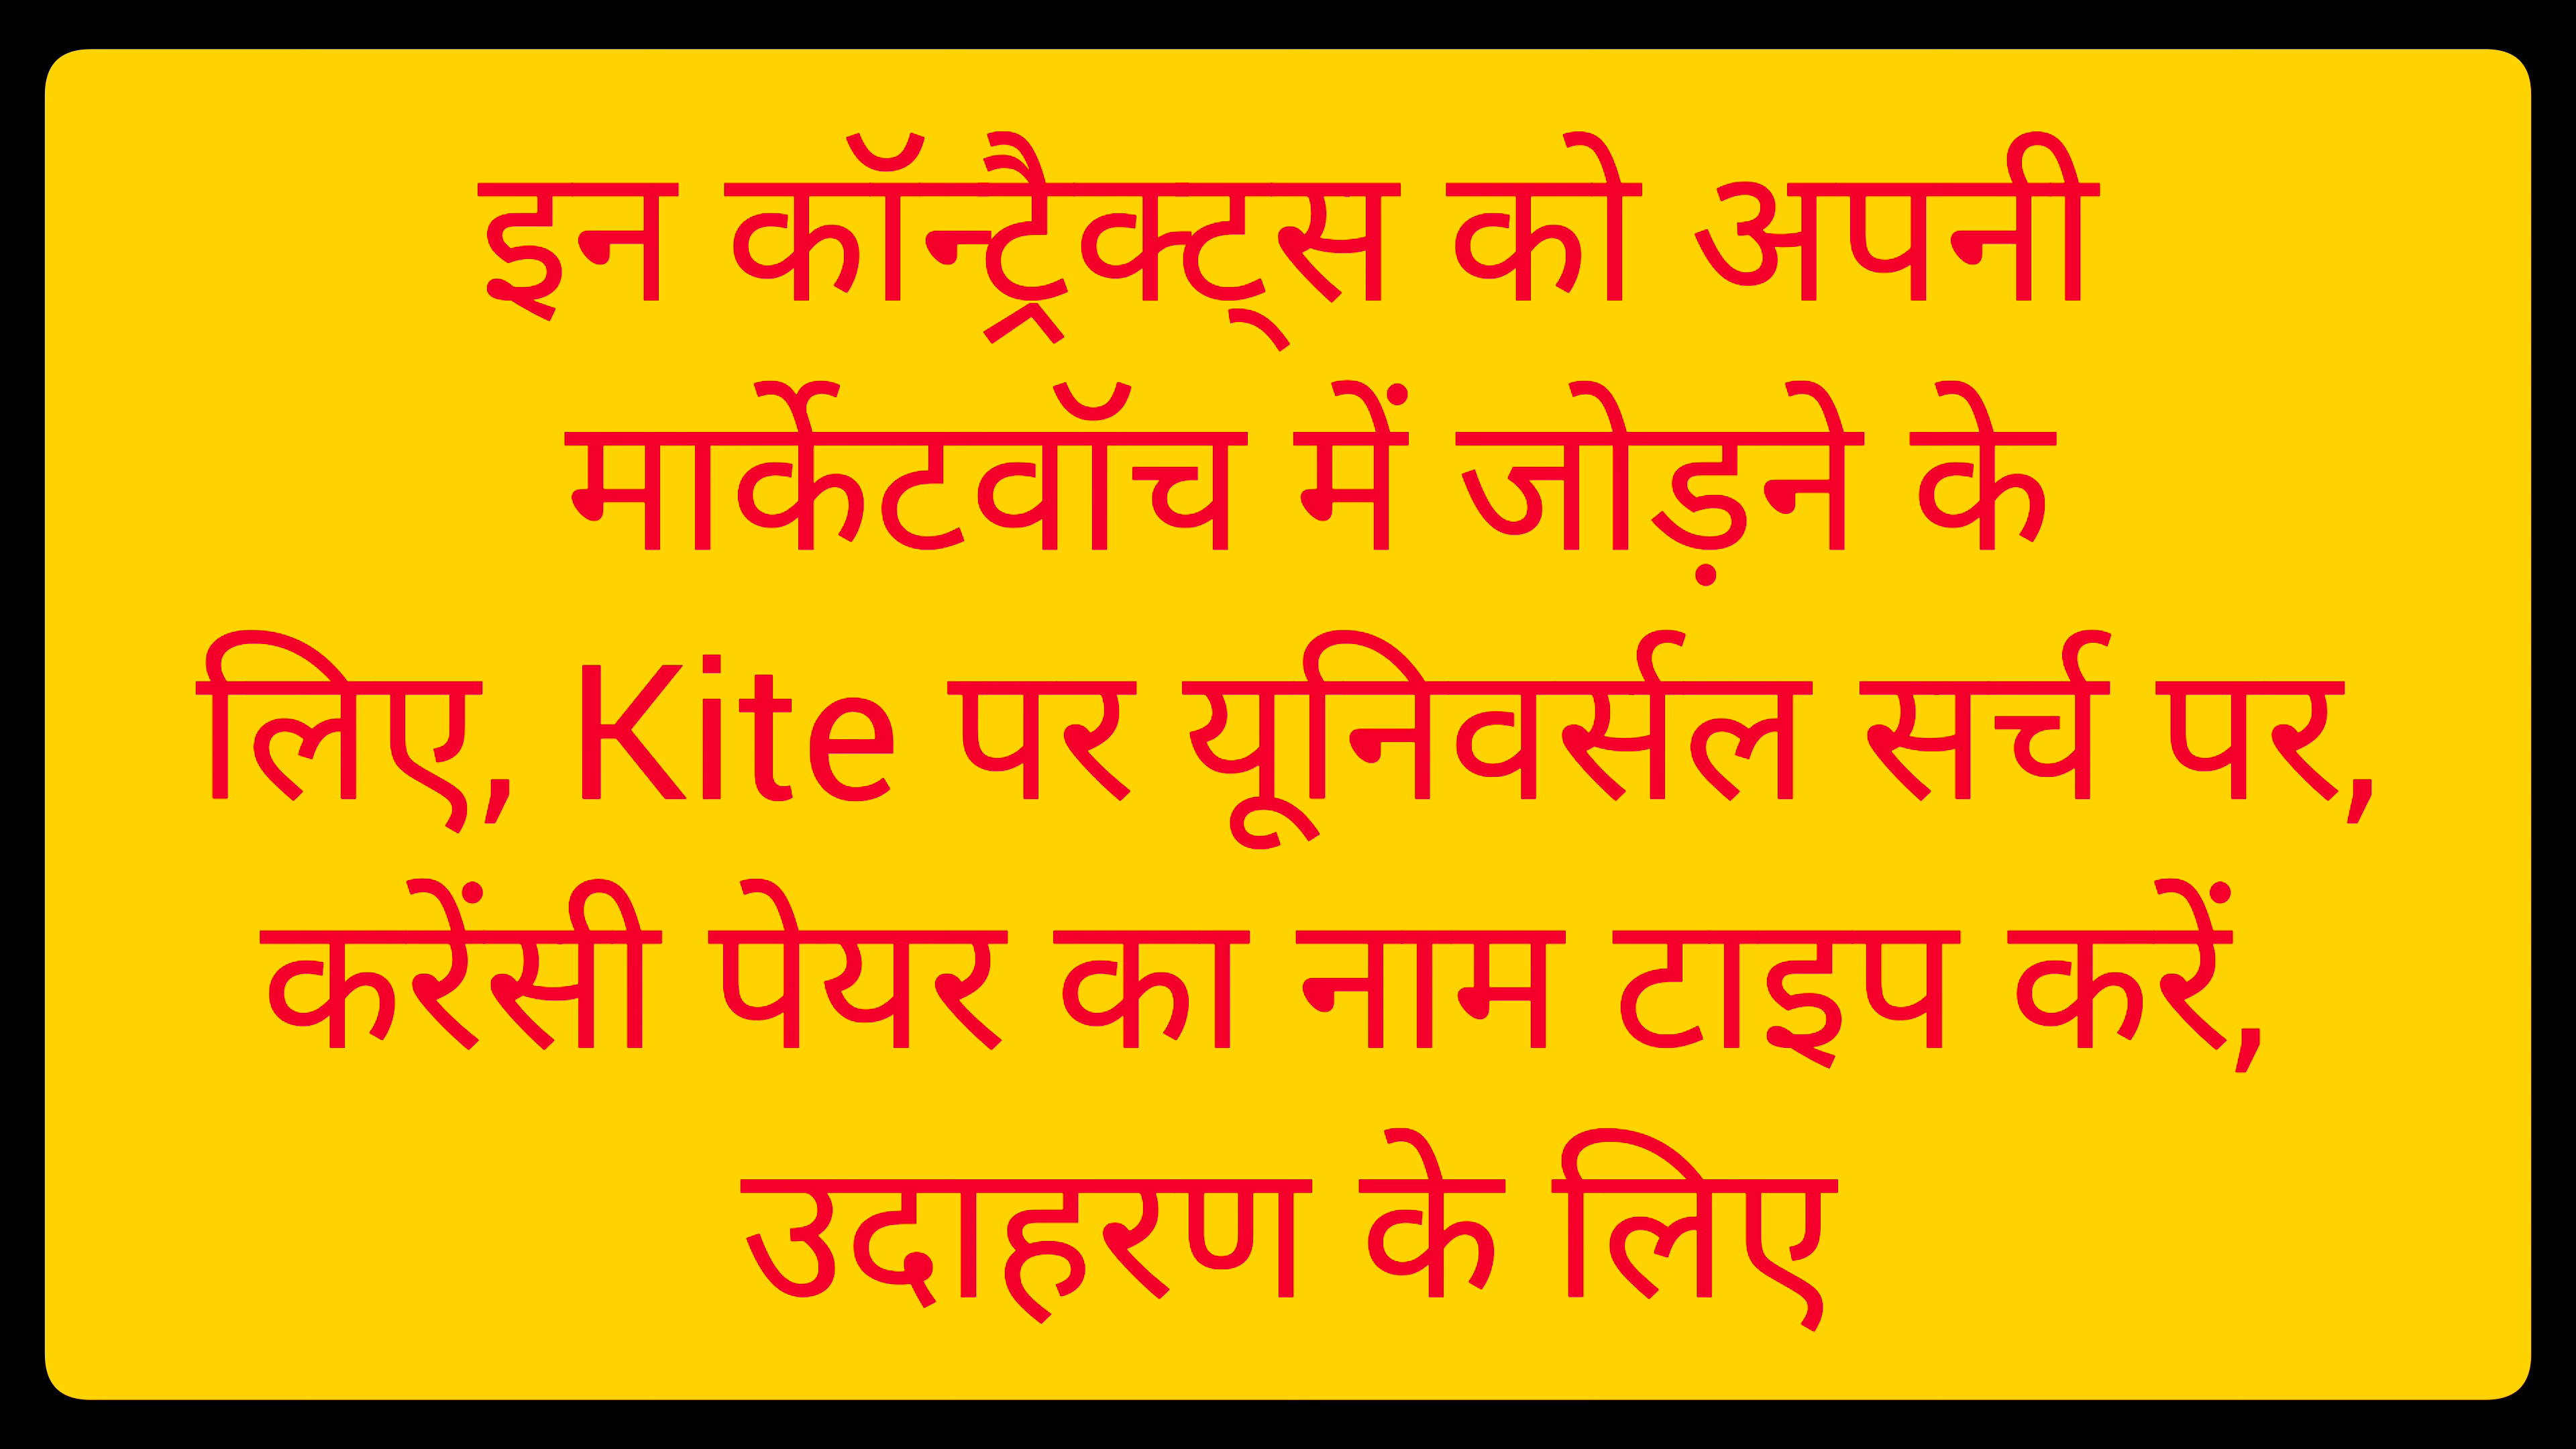 इन कॉन्ट्रैक्ट्स को अपनी
मार्केटवॉच में जोड़ने के
लिए, Kite पर यूनिवर्सल सर्च पर,
करेंसी पेयर का नाम टाइप करें,
उदाहरण के लिए